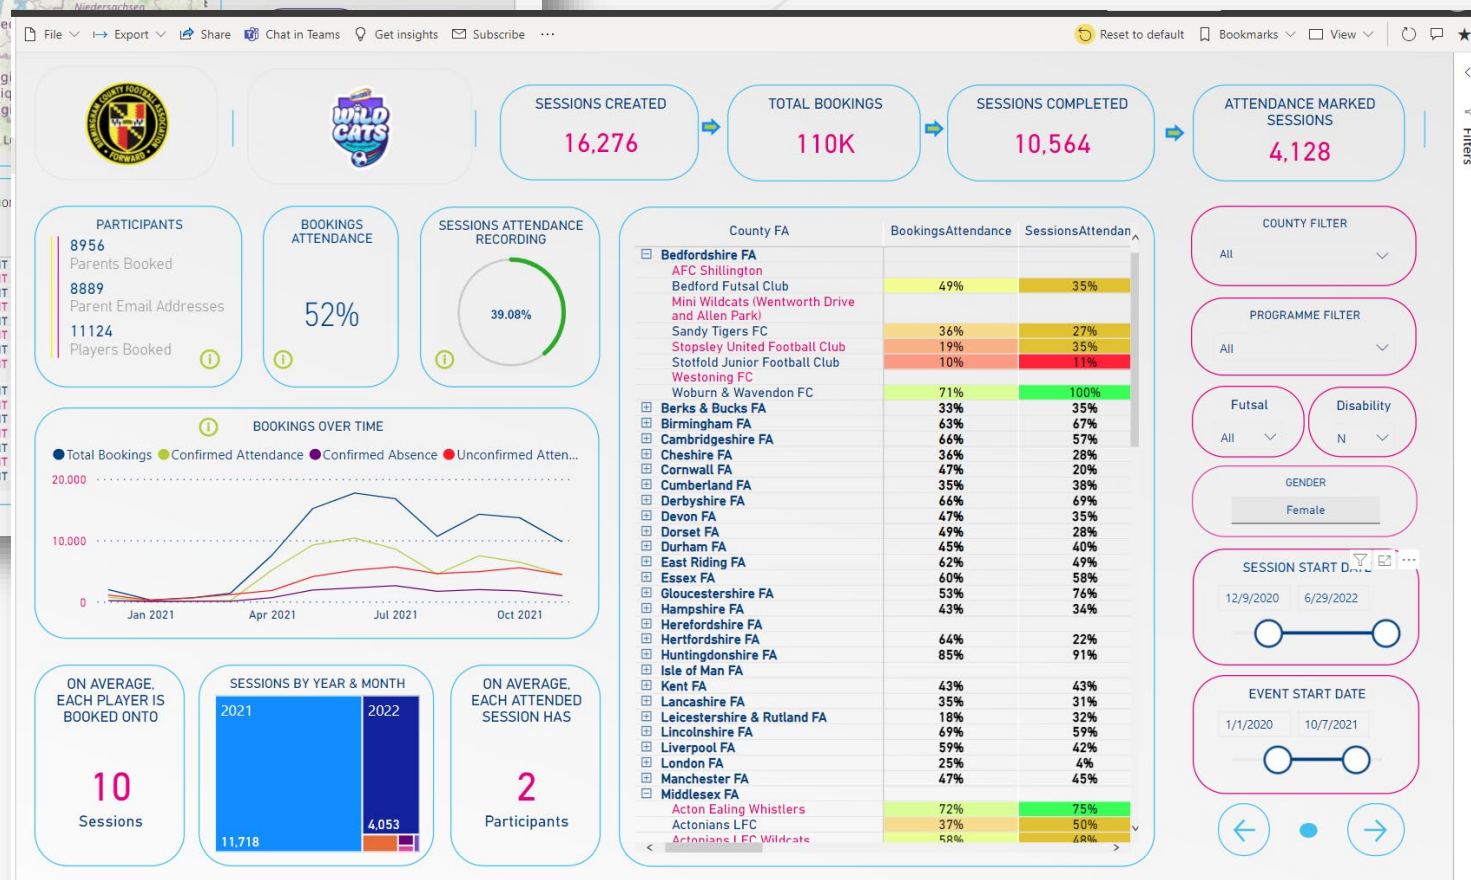 Niedersachsen
File
Export
Share
Chat in Teams
Get insights
Subscribe
Reset to default
Bookmarks
View
Filters
BIRMINGHAM COUNTY FOOTBALL ASSOCIATION
FORWARD
WILD
CATS
SESSIONS CREATED
16,276
TOTAL BOOKINGS
110K
SESSIONS COMPLETED
10,564
ATTENDANCE MARKED
SESSIONS
4,128
PARTICIPANTS
8956
Parents Booked
8889
Parent Email Addresses
11124
Players Booked
BOOKINGS
ATTENDANCE
52%
SESSIONS ATTENDANCE
RECORDING
39.08%
BOOKINGS OVER TIME
Total Bookings Confirmed Attendance Confirmed Absence Unconfirmed Atten...
20,000
10,000
0
Jan 2021 Apr 2021 Jul 2021 Oct 2021
ON AVERAGE,
EACH PLAYER IS
BOOKED ONTO
10
Sessions
SESSIONS BY YEAR & MONTH
2021 2022
11,718 4,053
ON AVERAGE,
EACH ATTENDED
SESSION HAS
2
Participants
County FA BookingsAttendance SessionsAttendan
Bedfordshire FA
AFC Shillington
Bedford Futsal Club 49% 35%
Mini Wildcats (Wentworth Drive
and Allen Park)
Sandy Tigers FC 36% 27%
Stopsley United Football Club 19% 35%
Stotfold Junior Football Club 10% 11%
Westoning FC
Woburn & Wavendon FC 71% 100%
Berks & Bucks FA 33% 35%
Birmingham FA 63% 67%
Cambridgeshire FA 66% 57%
Cheshire FA 36% 28%
Cornwall FA 47% 20%
Cumberland FA 35% 38%
Derbyshire FA 66% 69%
Devon FA 47% 35%
Dorset FA 49% 28%
Durham FA 45% 40%
East Riding FA 62% 49%
Essex FA 60% 58%
Gloucestershire FA 53% 76%
Hampshire FA 43% 34%
Herefordshire FA
Hertfordshire FA 64% 22%
Huntingdonshire FA 85% 91%
Isle of Man FA
Kent FA 43% 43%
Lancashire FA 35% 31%
Leicestershire & Rutland FA 18% 32%
Lincolnshire FA 69% 59%
Liverpool FA 59% 42%
London FA 25% 4%
Manchester FA 47% 45%
Middlesex FA
Acton Ealing Whistlers 72% 75%
Actonians LFC 37% 50%
Actonians LFC Wildcats 58% 48%
COUNTY FILTER
All
PROGRAMME FILTER
All
Futsal
All
Disability
N
GENDER
Female
SESSION START DATE
12/9/2020 6/29/2022
EVENT START DATE
1/1/2020 10/7/2021